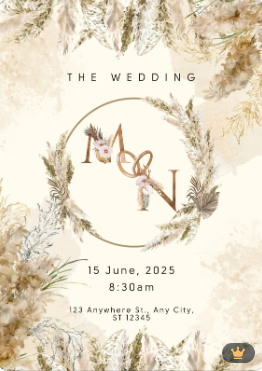 THE WEDDING
M&N
15 June, 2025
8:30am
123 Anywhere St., Any City,
ST 12345